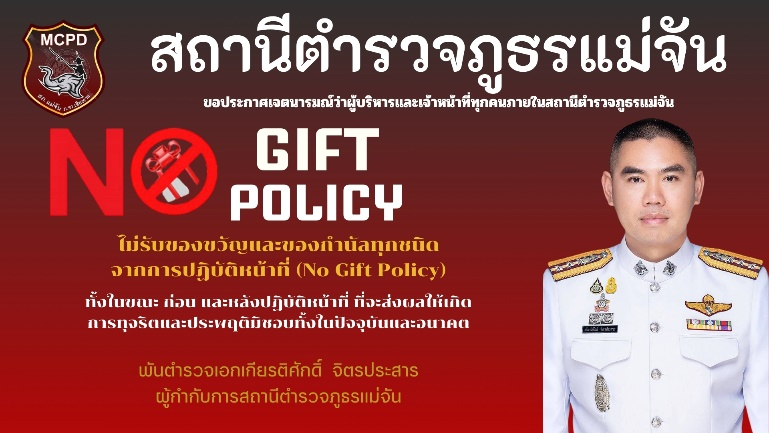 MCPD
สถานีตำรวจภูธรแม่จัน
ขอประกาศเจตนารมณ์ว่าผู้บริหารและเจ้าหน้าที่ทุกคนภายในสถานีตำรวจภูธรแม่จัน
NO GIFT
POLICY
ไม่รับของขวัญและของกำนัลทุกชนิด
จากการปฏิบัติหน้าที่ (No Gift Policy)
ทั้งในขณะ ก่อน และหลังปฏิบัติหน้าที่ ที่จะส่งผลให้เกิด
การทุจริตและประพฤติมิชอบทั้งในปัจจุบันและอนาคต
พันตำรวจเอกเกียรติศักดิ์ จิตรประสาร
ผู้กำกับการสถานีตำรวจภูธรแม่จัน